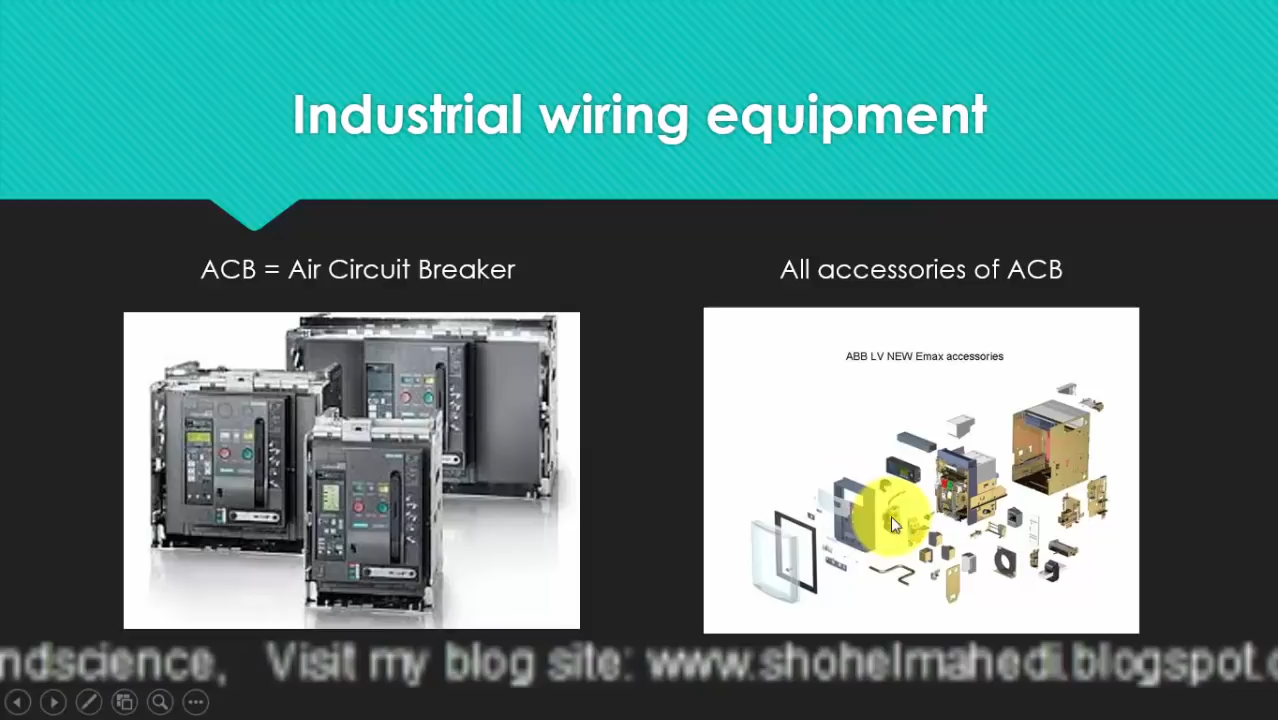 Industrial wiring equipment
ACB = Air Circuit Breaker
All accessories of ACB
ABB LV NEW Emax accessories
ndscience, Visit my blog site: www.shohelmahedi.blogspot.c